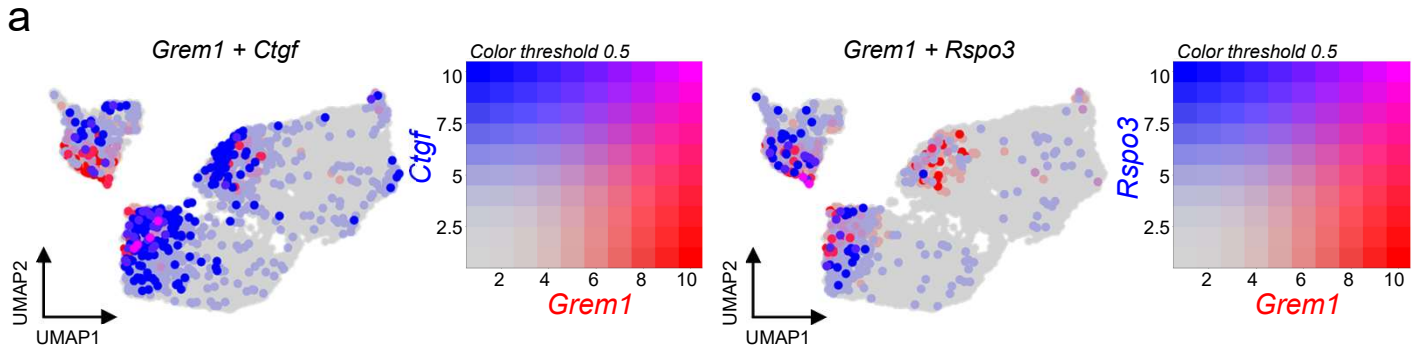 a
Grem1 + Ctgf
Color threshold 0.5
Grem1 + Rspo3
Color threshold 0.5
10
7.5
5
2.5
Ctgf
2 4 6 8 10
Grem1
UMAP2
UMAP1
10
7.5
5
2.5
Rspo3
2 4 6 8 10
Grem1
UMAP2
UMAP1